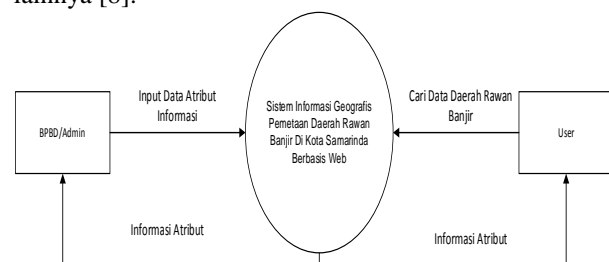 lainnya [8].
Input Data Atribut
Informasi
Cari Data Daerah Rawan
Banjir
BPBD/Admin
Sistem Informasi Geografis
Pemetaan Daerah Rawan
Banjir Di Kota Samarinda
Berbasis Web
User
Informasi Atribut
Informasi Atribut